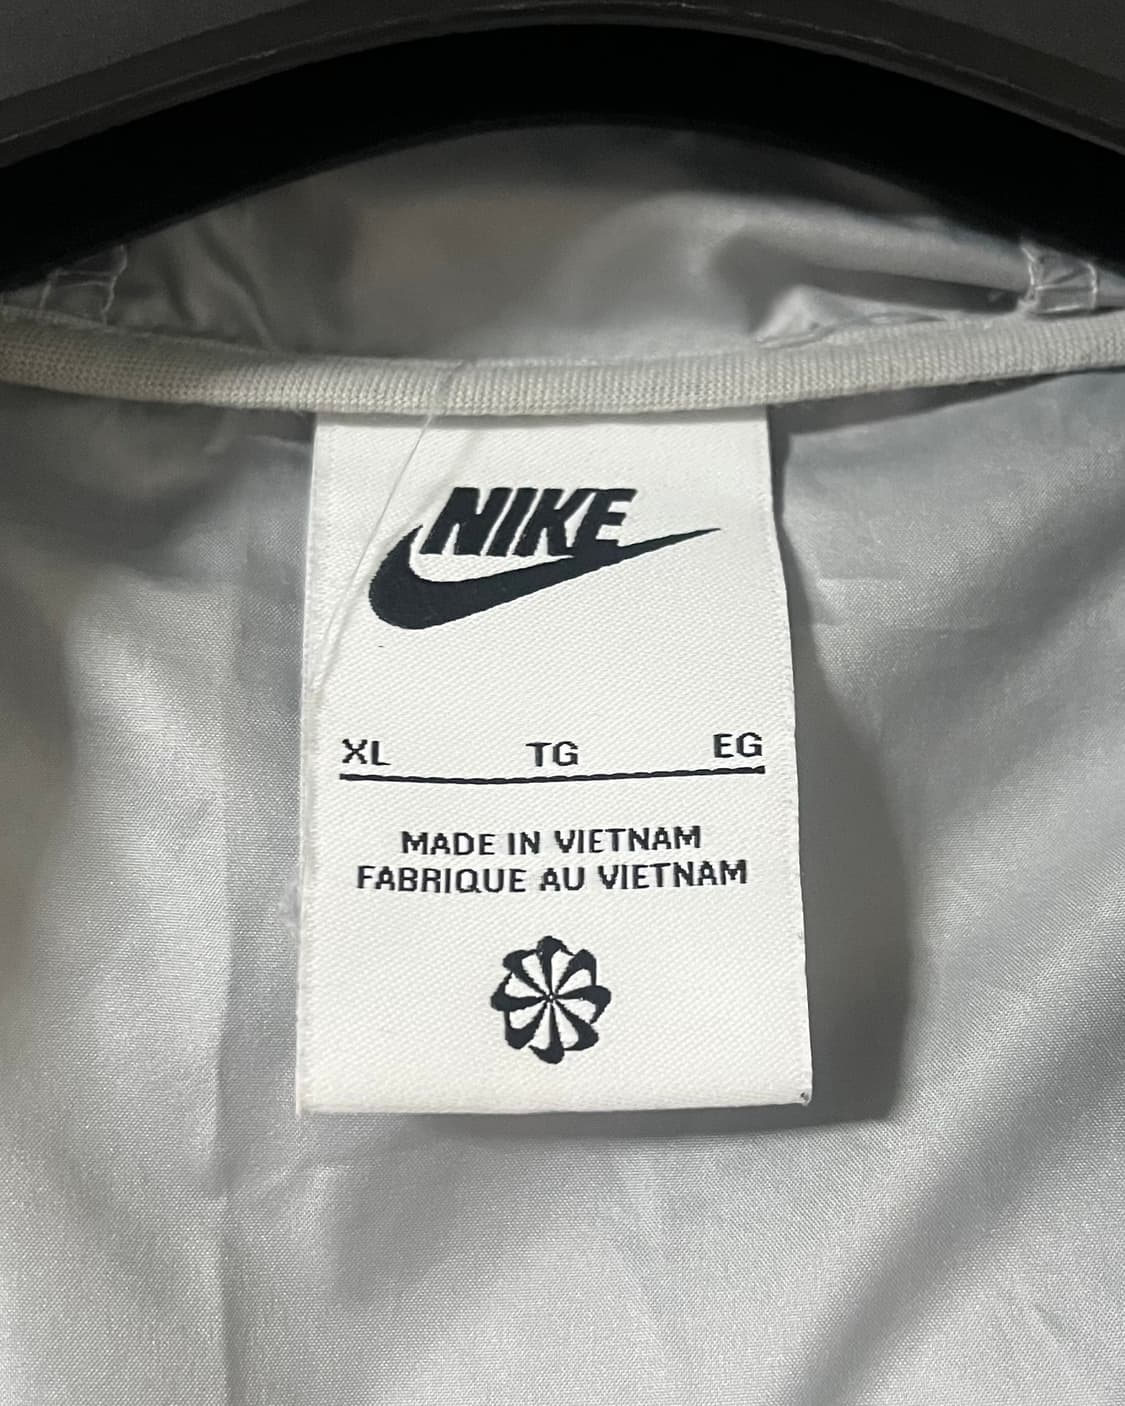 NIKE
XL TG EG
MADE IN VIETNAM
FABRIQUE AU VIETNAM